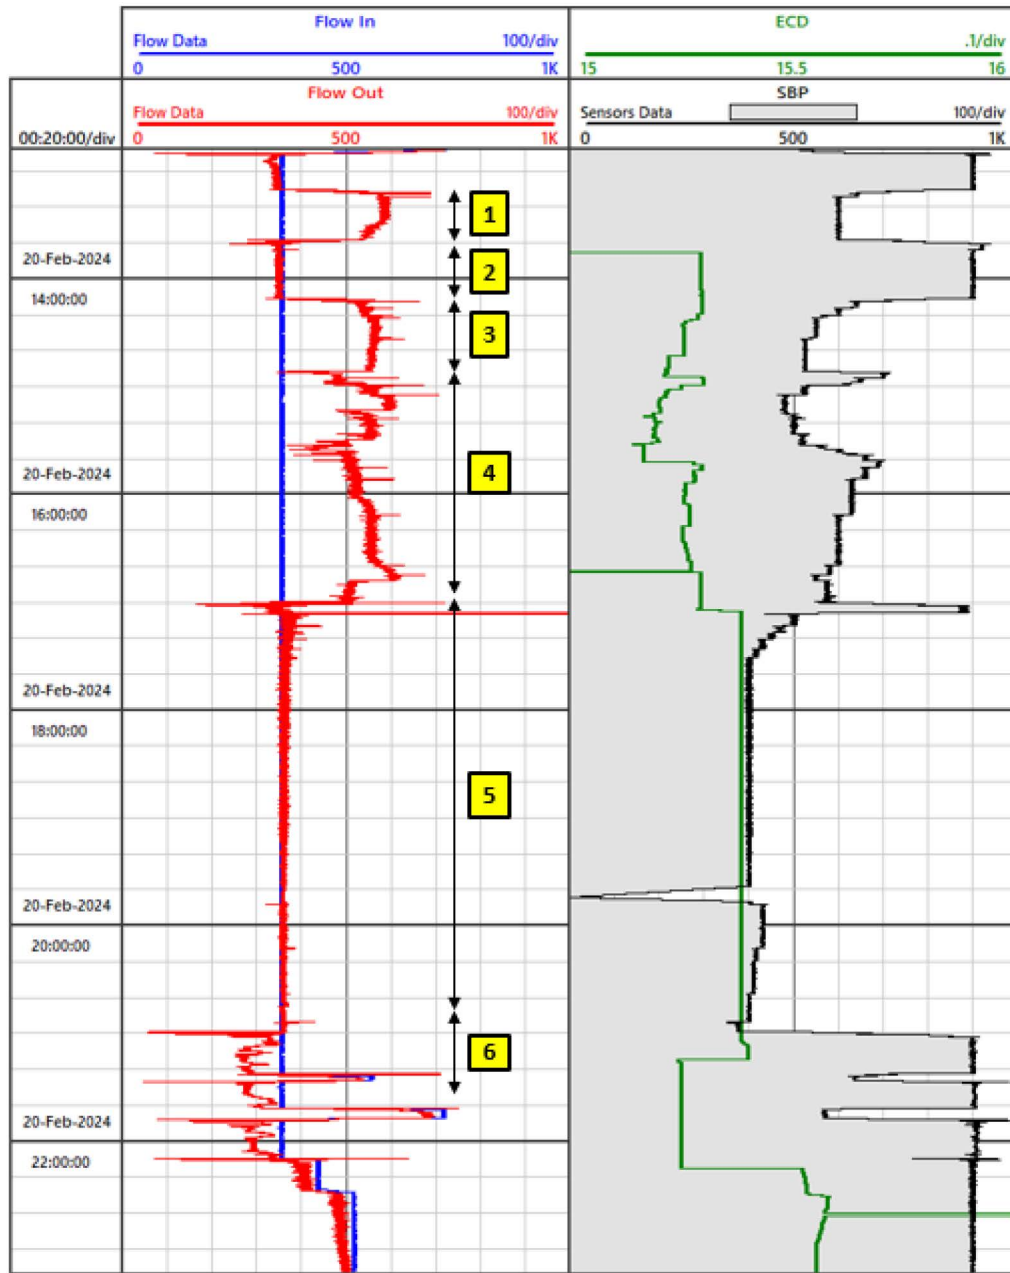 Flow In
Flow Data 100/div
0 500 1K
ECD
.1/div
15 15.5 16
Flow Out
Flow Data 100/div
0 500 1K
SBP
Sensors Data 100/div
0 500 1K
00:20:00/div
1
20-Feb-2024
2
14:00:00
3
20-Feb-2024
4
16:00:00
20-Feb-2024
18:00:00
5
20-Feb-2024
20:00:00
6
20-Feb-2024
22:00:00